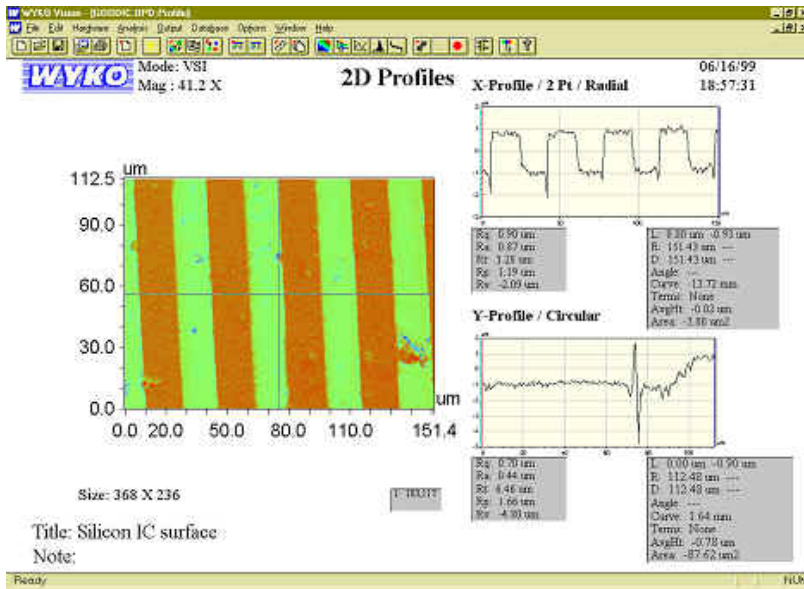 WYKO Vision
File Edit Hardware Analysis Output Database Options Window Help
WYKO
Mode: VSI
Mag : 41.2 X
2D Profiles
06/16/99
18:57:31
X-Profile / 2 Pt / Radial
um
112.5
90.0
60.0
30.0
0.0
um
0.0 20.0 50.0 80.0 110.0 151.4
Rq 0.90 um
Ra 0.87 um
Rt 3.28 um
Rp 1.19 um
Rv -2.09 um
L: 0.00 um -0.93 um
R: 151.43 um ---
D: 151.43 um ---
Angle: ---
Curve: -13.72 mm
Terms: None
AvgHt: -0.03 um
Area: -3.88 um2
Y-Profile / Circular
Rq 0.70 um
Ra 0.44 um
Rt 6.46 um
Rp 1.66 um
Rv -4.80 um
L: 0.00 um -0.90 um
R: 112.48 um ---
D: 112.48 um ---
Angle: ---
Curve: 1.64 mm
Terms: None
AvgHt: -0.78 um
Area: -87.62 um2
Size: 368 X 236
Title: Silicon IC surface
Note:
Ready
NUM